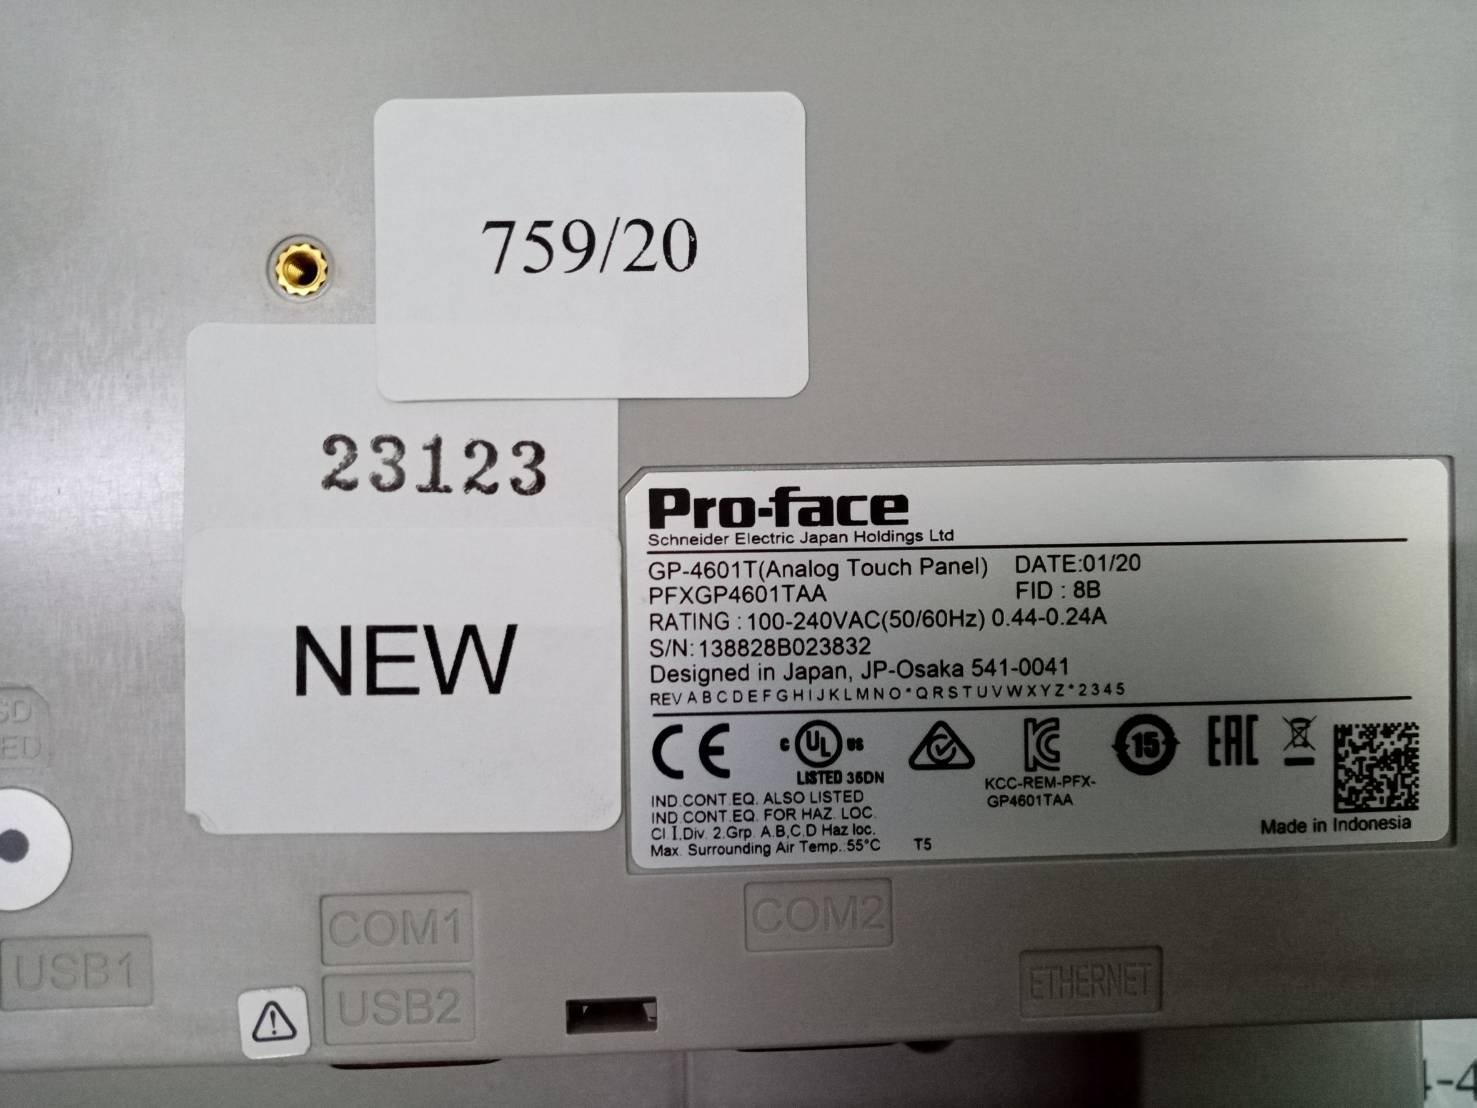 759/20
23123
NEW
Pro-face
Schneider Electric Japan Holdings Ltd
GP-4601T(Analog Touch Panel) DATE:01/20
PFXGP4601TAA FID : 8B
RATING : 100-240VAC(50/60Hz) 0.44-0.24A
S/N: 138828B023832
Designed in Japan, JP-Osaka 541-0041
REV A B C D E F G H I J K L M N O * Q R S T U V W X Y Z * 2 3 4 5
CE C UL US 15 EAC
LISTED 36DN
KCC-REM-PFX-
GP4601TAA
IND.CONT.EQ. ALSO LISTED
IND.CONT.EQ. FOR HAZ. LOC.
Cl I,Div. 2,Grp. A,B,C,D Haz loc.
Max. Surrounding Air Temp.:55°C T5
Made in Indonesia
SD
ED
COM1
COM2
USB1
USB2
ETHERNET